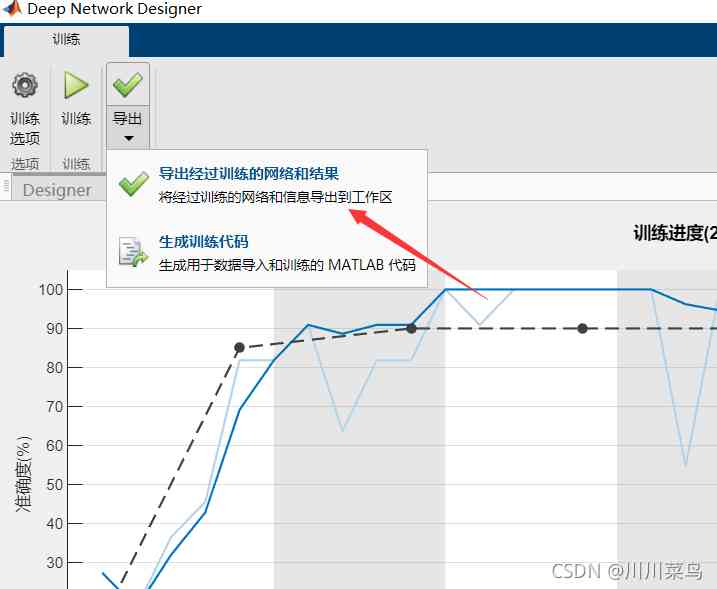 Deep Network Designer
训练
训练
选项
训练
导出
选项
训练
导出经过训练的网络和结果
将经过训练的网络和信息导出到工作区
生成训练代码
生成用于数据导入和训练的 MATLAB 代码
Designer
训练进度(2
100
90
80
70
60
50
40
30
准确度(%)
CSDN @川川菜鸟